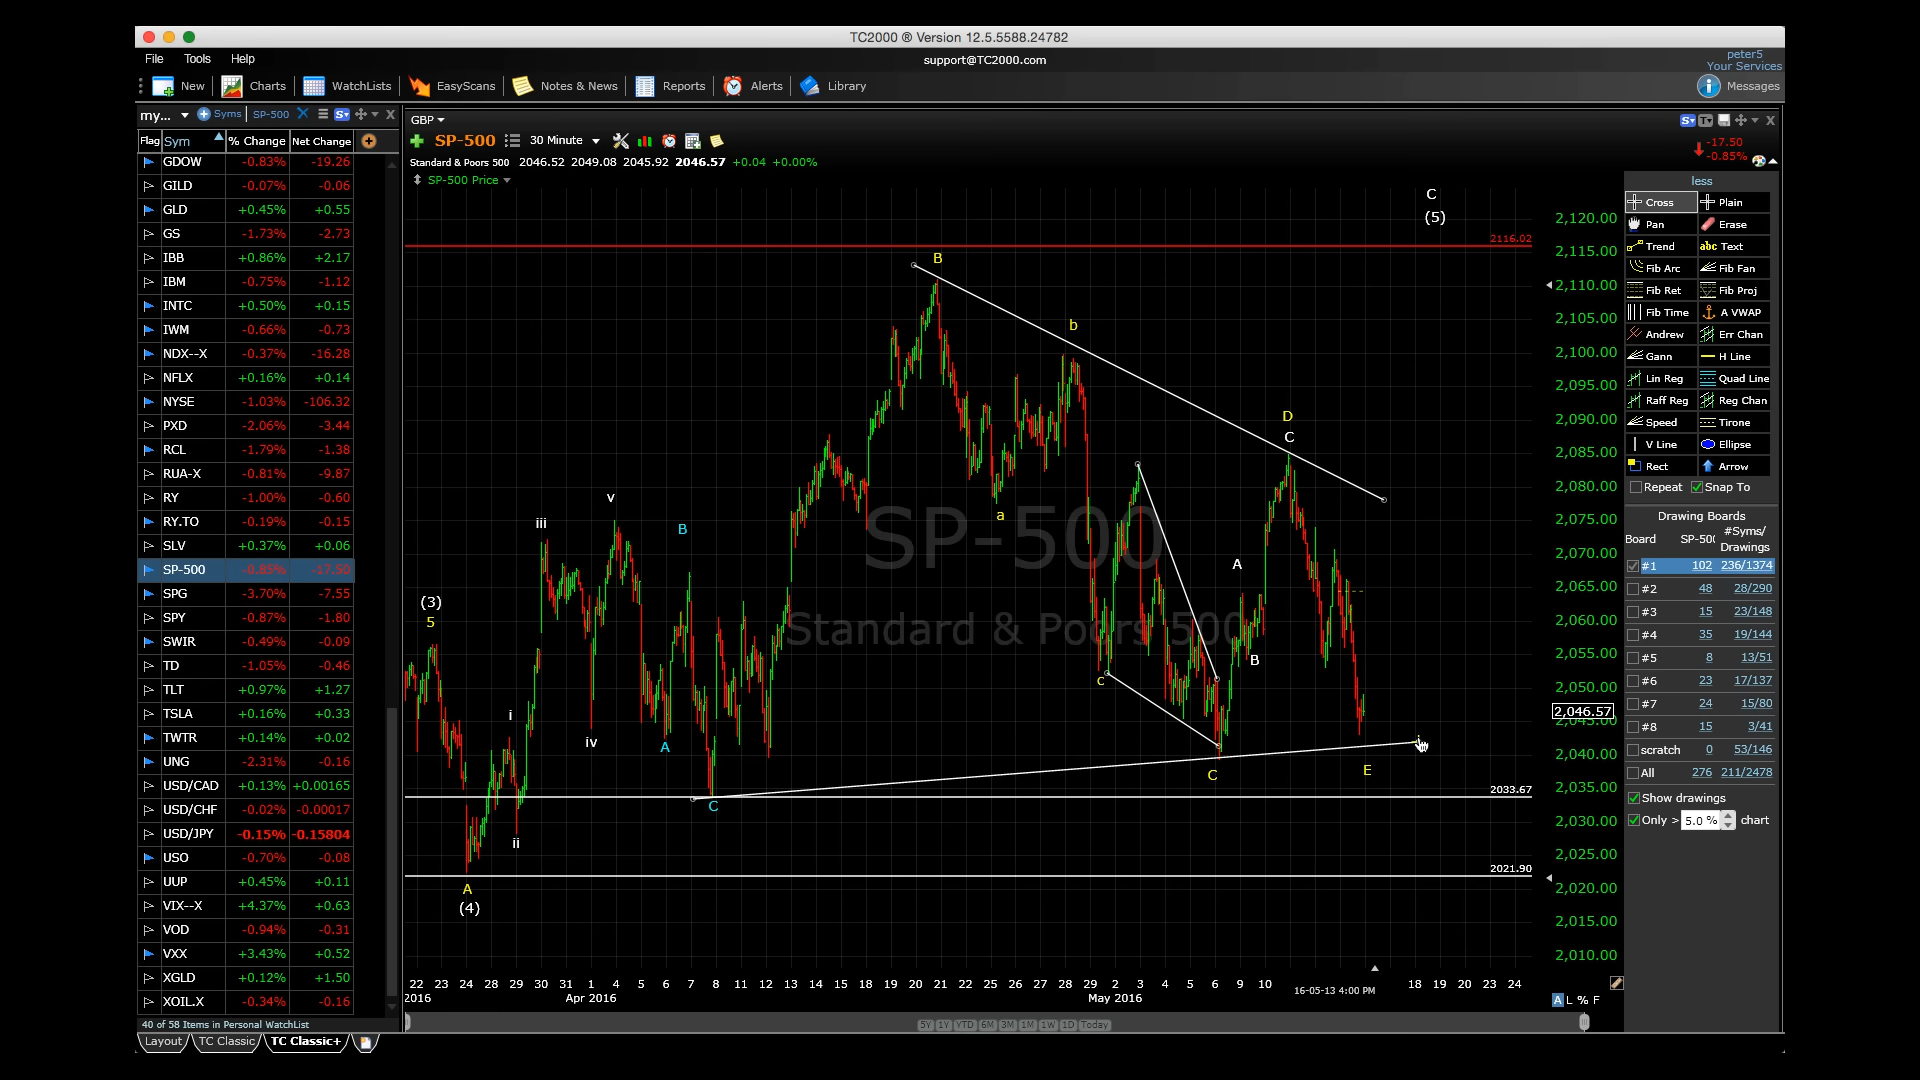 TC2000 ® Version 12.5.5588.24782
File Tools Help
support@TC2000.com
peter5
Your Services
New Charts WatchLists EasyScans Notes & News Reports Alerts Library Messages
my... Syms SP-500
Flag Sym % Change Net Change
GDOW -0.83% -19.26
GILD -0.07% -0.06
GLD +0.45% +0.55
GS -1.73% -2.73
IBB +0.86% +2.17
IBM -0.75% -1.12
INTC +0.50% +0.15
IWM -0.66% -0.73
NDX--X -0.37% -16.28
NFLX +0.16% +0.14
NYSE -1.03% -106.32
PXD -2.06% -3.44
RCL -1.79% -1.38
RUA-X -0.81% -9.87
RY -1.00% -0.60
RY.TO -0.19% -0.15
SLV +0.37% +0.06
SP-500 -0.85% -17.50
SPG -3.70% -7.55
SPY -0.87% -1.80
SWIR -0.49% -0.09
TD -1.05% -0.46
TLT +0.97% +1.27
TSLA +0.16% +0.33
TWTR +0.14% +0.02
UNG -2.31% -0.16
USD/CAD +0.13% +0.00165
USD/CHF -0.02% -0.00017
USD/JPY -0.15% -0.15804
USO -0.70% -0.08
UUP +0.45% +0.11
VIX--X +4.37% +0.63
VOD -0.94% -0.31
VXX +3.43% +0.52
XGLD +0.12% +1.50
XOIL.X -0.34% -0.16
40 of 58 Items in Personal WatchList
Layout TC Classic TC Classic+
GBP
SP-500 30 Minute
Standard & Poors 500 2046.52 2049.08 2045.92 2046.57 +0.04 +0.00%
SP-500 Price
-17.50
-0.85%
C
(5)
2116.02
B
b
D
C
v
iii
B
a
A
(3)
5
B
c
i
iv
A
C
E
2033.67
C
ii
2021.90
A
(4)
SP-500
Standard & Poors 500
2,120.00
2,115.00
2,110.00
2,105.00
2,100.00
2,095.00
2,090.00
2,085.00
2,080.00
2,075.00
2,070.00
2,065.00
2,060.00
2,055.00
2,050.00
2,046.57
2,045.00
2,040.00
2,035.00
2,030.00
2,025.00
2,020.00
2,015.00
2,010.00
22 23 24 28 29 30 31 1 4 5 6 7 8 11 12 13 14 15 18 19 20 21 22 25 26 27 28 29 2 3 4 5 6 9 10 16-05-13 4:00 PM 18 19 20 23 24
2016 Apr 2016 May 2016
A L % F
5Y 1Y YTD 6M 3M 1M 1W 1D Today
less
Cross Plain
Pan Erase
Trend abc Text
Fib Arc Fib Fan
Fib Ret Fib Proj
Fib Time A VWAP
Andrew Err Chan
Gann H Line
Lin Reg Quad Line
Raff Reg Reg Chan
Speed Tirone
V Line Ellipse
Rect Arrow
Repeat Snap To
Drawing Boards
Board SP-500 #Syms/
Drawings
#1 102 236/1374
#2 48 28/290
#3 15 23/148
#4 35 19/144
#5 8 13/51
#6 23 17/137
#7 24 15/80
#8 15 3/41
scratch 0 53/146
All 276 211/2478
Show drawings
Only > 5.0 % chart